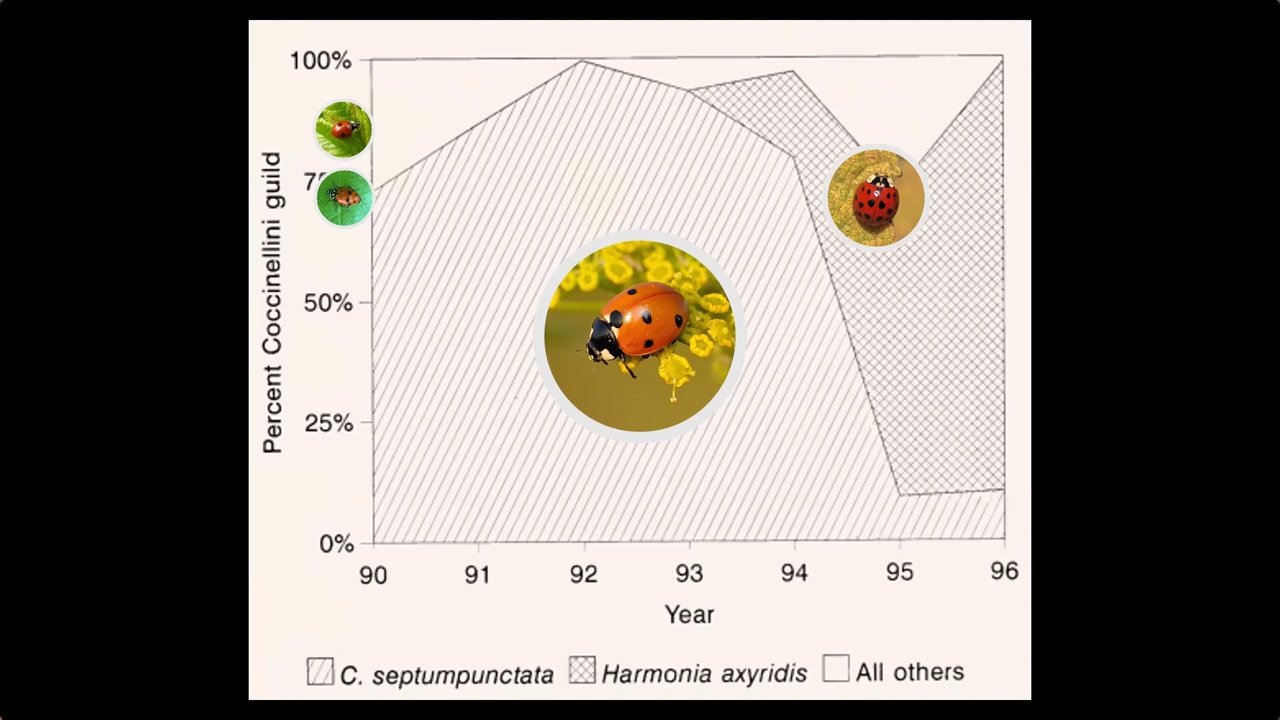 100%
50%
25%
0%
Percent Coccinellini guild
90 91 92 93 94 95 96
Year
C. septumpunctata Harmonia axyridis All others